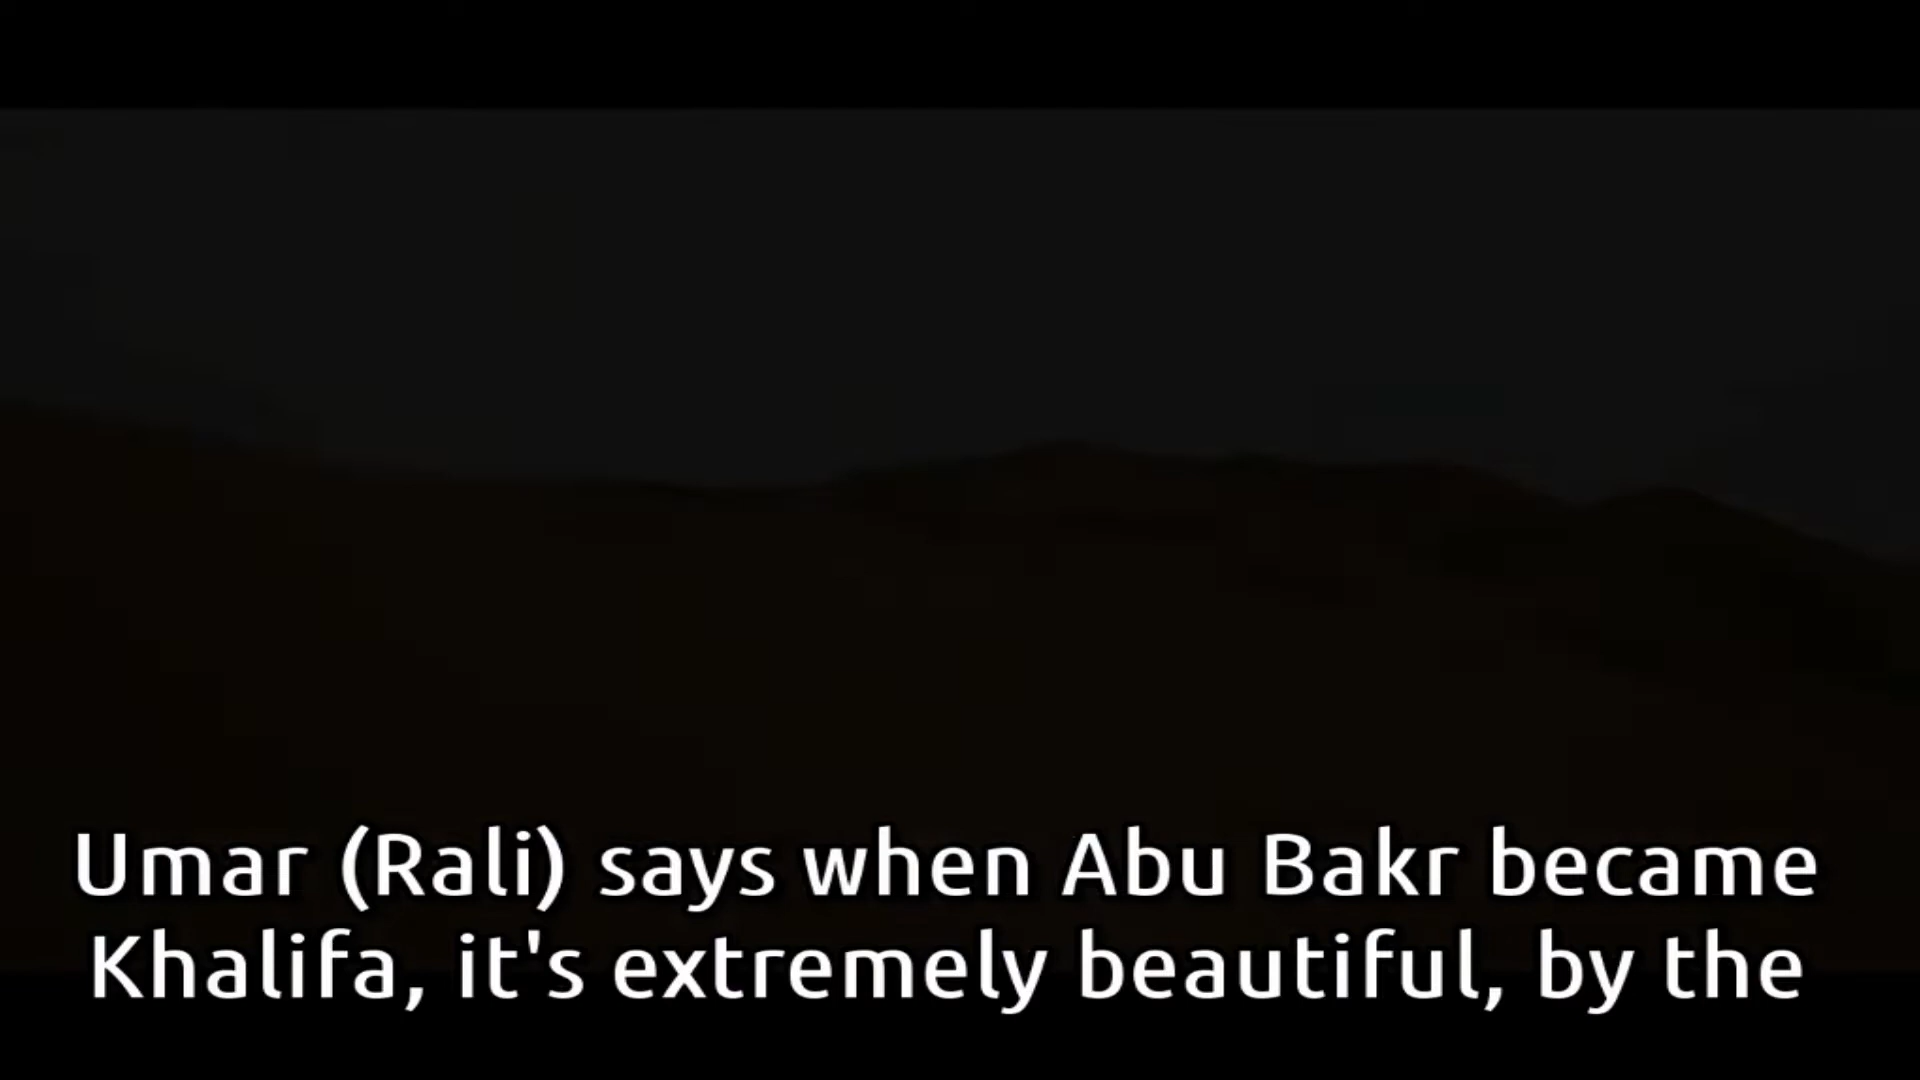 Umar (Rali) says when Abu Bakr became
Khalifa, it's extremely beautiful, by the